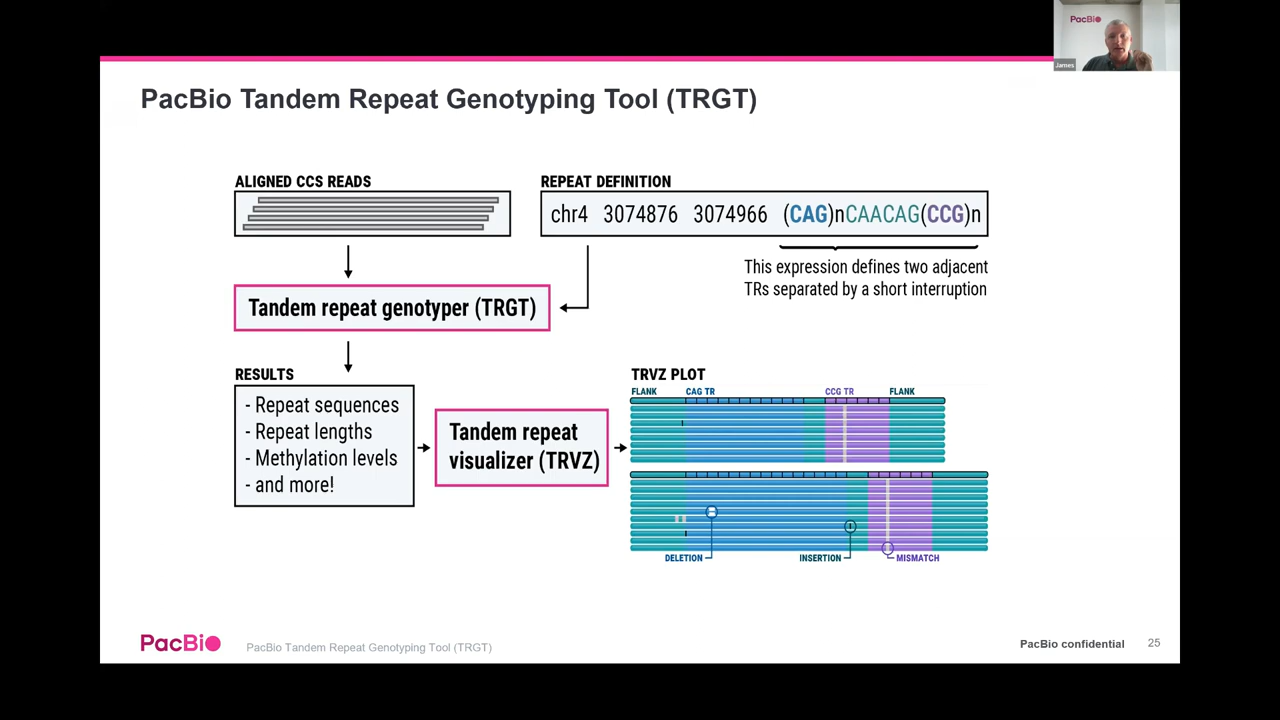 PacBio
James
PacBio Tandem Repeat Genotyping Tool (TRGT)
ALIGNED CCS READS
REPEAT DEFINITION
chr4 3074876 3074966 (CAG)nCAACAG(CCG)n
This expression defines two adjacent
TRs separated by a short interruption
Tandem repeat genotyper (TRGT)
RESULTS
- Repeat sequences
- Repeat lengths
- Methylation levels
- and more!
Tandem repeat
visualizer (TRVZ)
TRVZ PLOT
FLANK CAG TR CCG TR FLANK
DELETION INSERTION MISMATCH
PacBio
PacBio Tandem Repeat Genotyping Tool (TRGT)
PacBio confidential 25